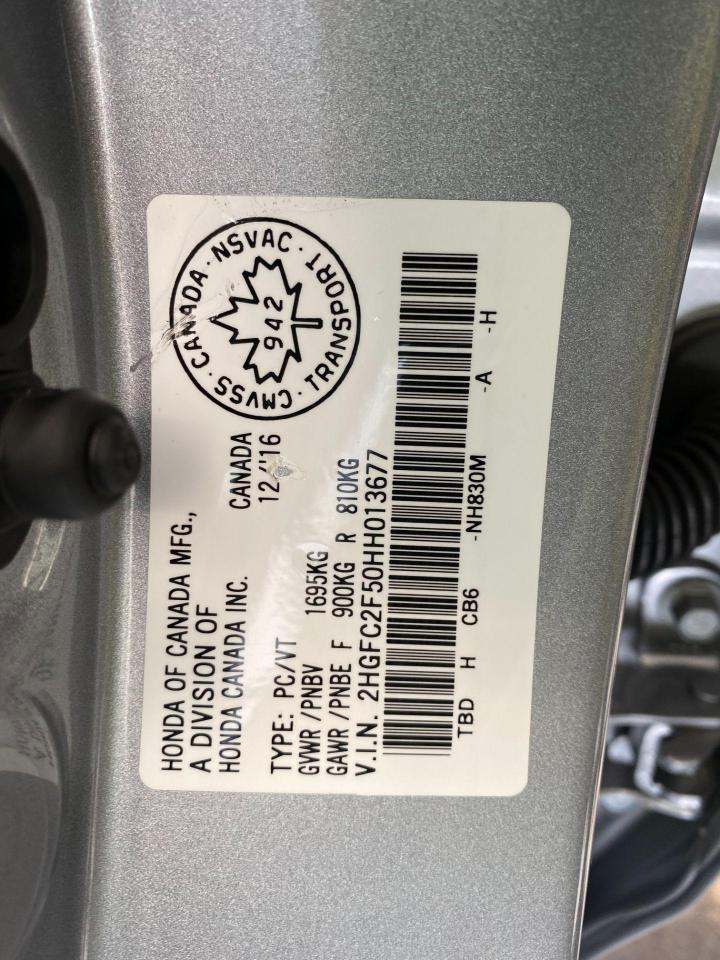 HONDA OF CANADA MFG.,
A DIVISION OF
HONDA CANADA INC.
CANADA
12/'16
CMVSS · CANADA · NSVAC · TRANSPORT ·
942
TYPE: PC/VT
GVWR /PNBV 1695KG
GAWR /PNBE F 900KG R 810KG
V.I.N. 2HGFC2F50HH013677
TBD H CB6 -NH830M -A -H